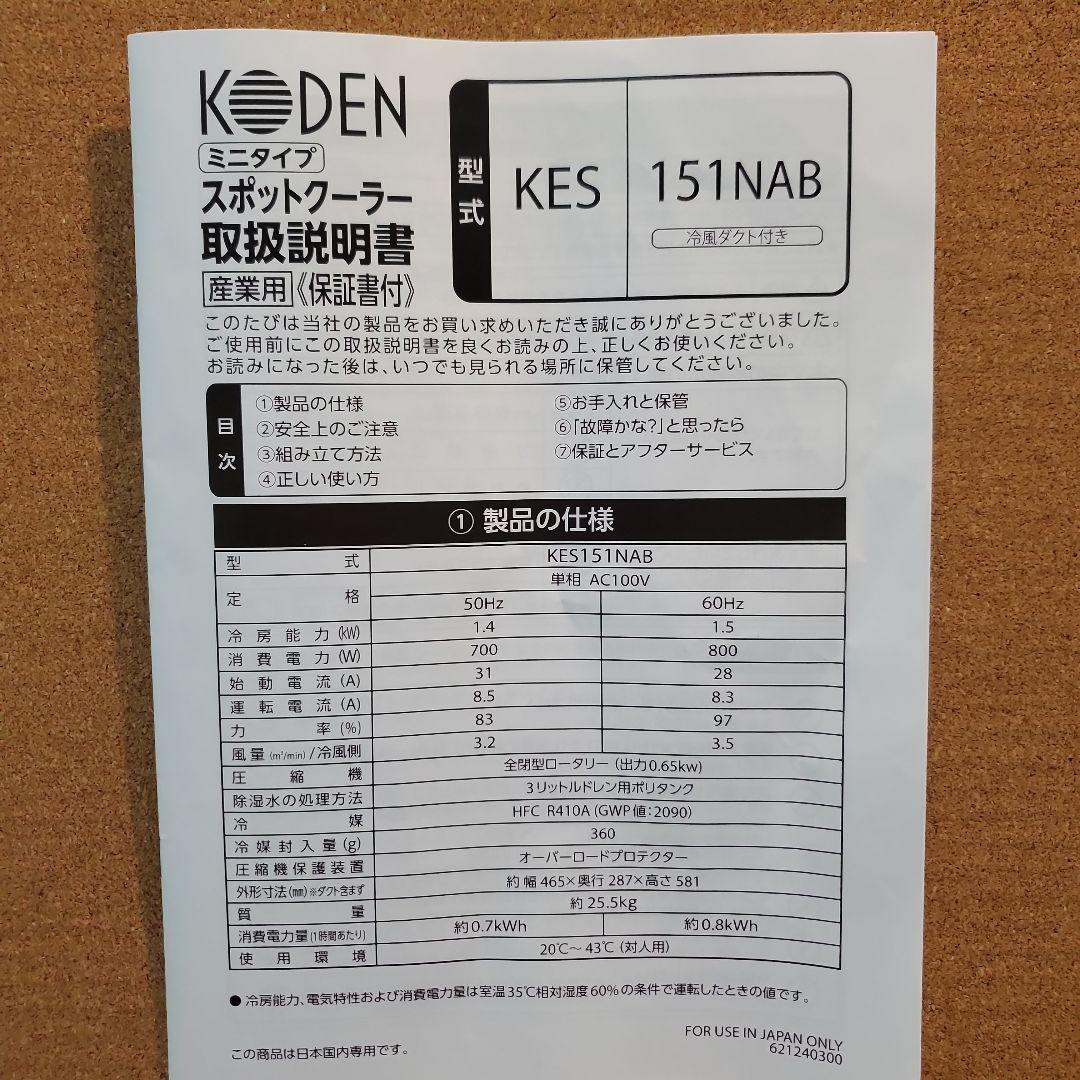 KODEN
ミニタイプ
スポットクーラー
取扱説明書
産業用《保証書付》
型式 KES 151NAB
冷風ダクト付き
このたびは当社の製品をお買い求めいただき誠にありがとうございました。
ご使用前にこの取扱説明書を良くお読みの上、正しくお使いください。
お読みになった後は、いつでも見られる場所に保管してください。
目次
①製品の仕様
②安全上のご注意
③組み立て方法
④正しい使い方
⑤お手入れと保管
⑥「故障かな?」と思ったら
⑦保証とアフターサービス
① 製品の仕様
型式 KES151NAB
定格 単相 AC100V
50Hz 60Hz
冷房能力(kW) 1.4 1.5
消費電力(W) 700 800
始動電流(A) 31 28
運転電流(A) 8.5 8.3
力率(%) 83 97
風量(m³/min)/冷風側 3.2 3.5
圧縮機 全閉型ロータリー(出力0.65kw)
除湿水の処理方法 3リットルドレン用ポリタンク
冷媒 HFC R410A(GWP値:2090)
冷媒封入量(g) 360
圧縮機保護装置 オーバーロードプロテクター
外形寸法(mm)※ダクト含まず 約幅465×奥行287×高さ581
質量 約25.5kg
消費電力量(1時間あたり) 約0.7kWh 約0.8kWh
使用環境 20℃～43℃(対人用)
●冷房能力、電気特性および消費電力量は室温35℃相対湿度60%の条件で運転したときの値です。
この商品は日本国内専用です。
FOR USE IN JAPAN ONLY
621240300